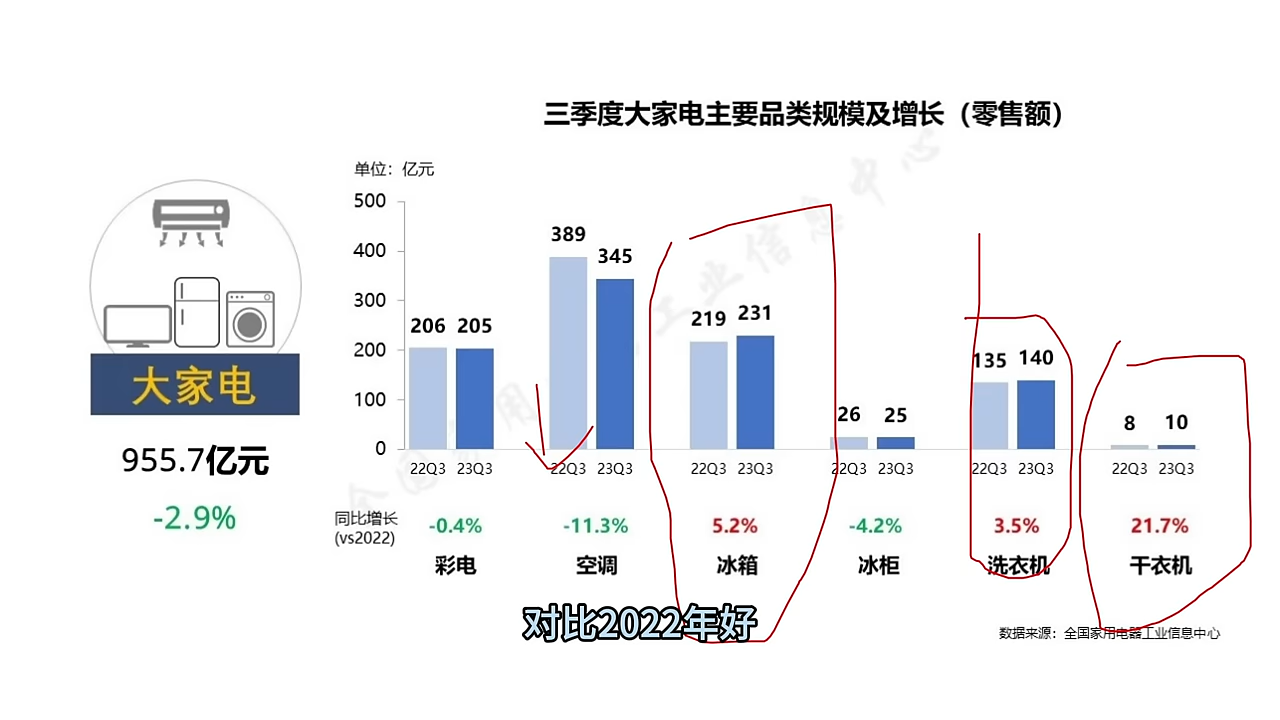 三季度大家电主要品类规模及增长（零售额）
单位：亿元
500
400
300
200
100
0
206 205
389 345
219 231
26 25
135 140
8 10
22Q3 23Q3 22Q3 23Q3 22Q3 23Q3 22Q3 23Q3 22Q3 23Q3 22Q3 23Q3
大家电
955.7亿元
-2.9%
同比增长
(vs2022)
-0.4% -11.3% 5.2% -4.2% 3.5% 21.7%
彩电 空调 冰箱 冰柜 洗衣机 干衣机
对比2022年好
数据来源：全国家用电器工业信息中心